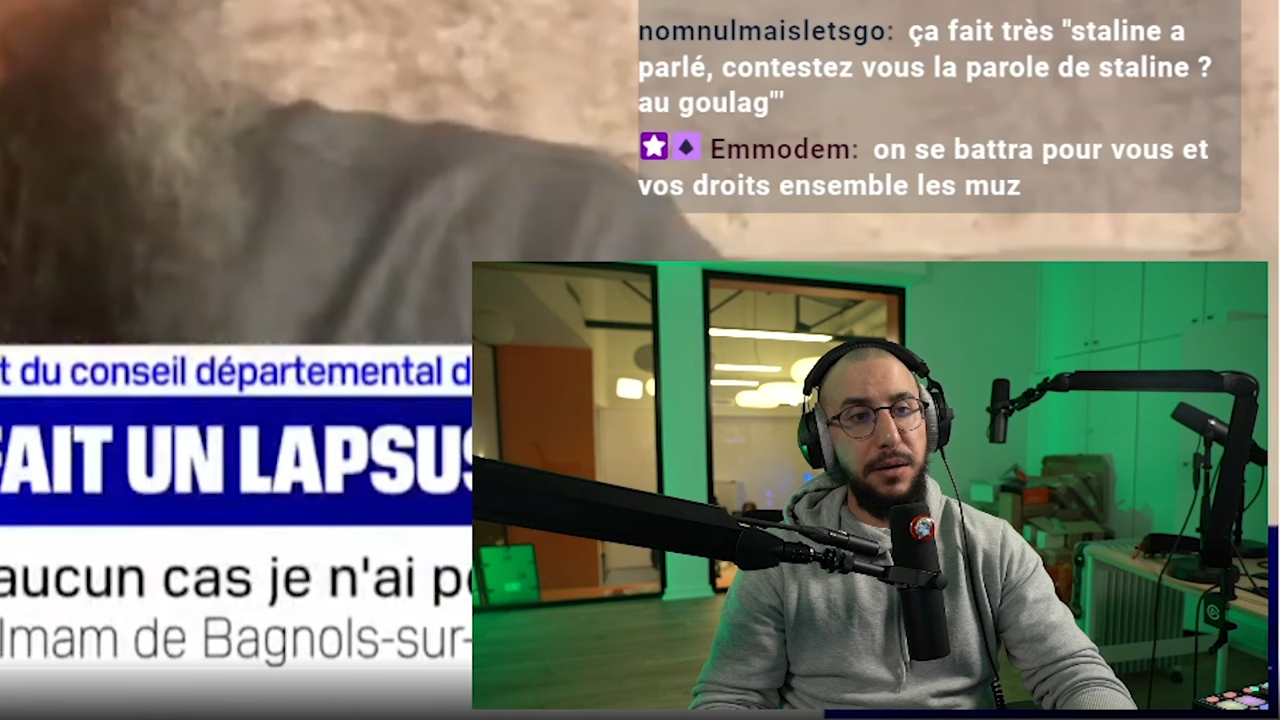 nomnulmaisletsgo: ça fait très "staline a
parlé, contestez vous la parole de staline ?
au goulag"'
Emmodem: on se battra pour vous et
vos droits ensemble les muz
t du conseil départemental d
FAIT UN LAPSUS
aucun cas je n'ai p
Imam de Bagnols-sur-